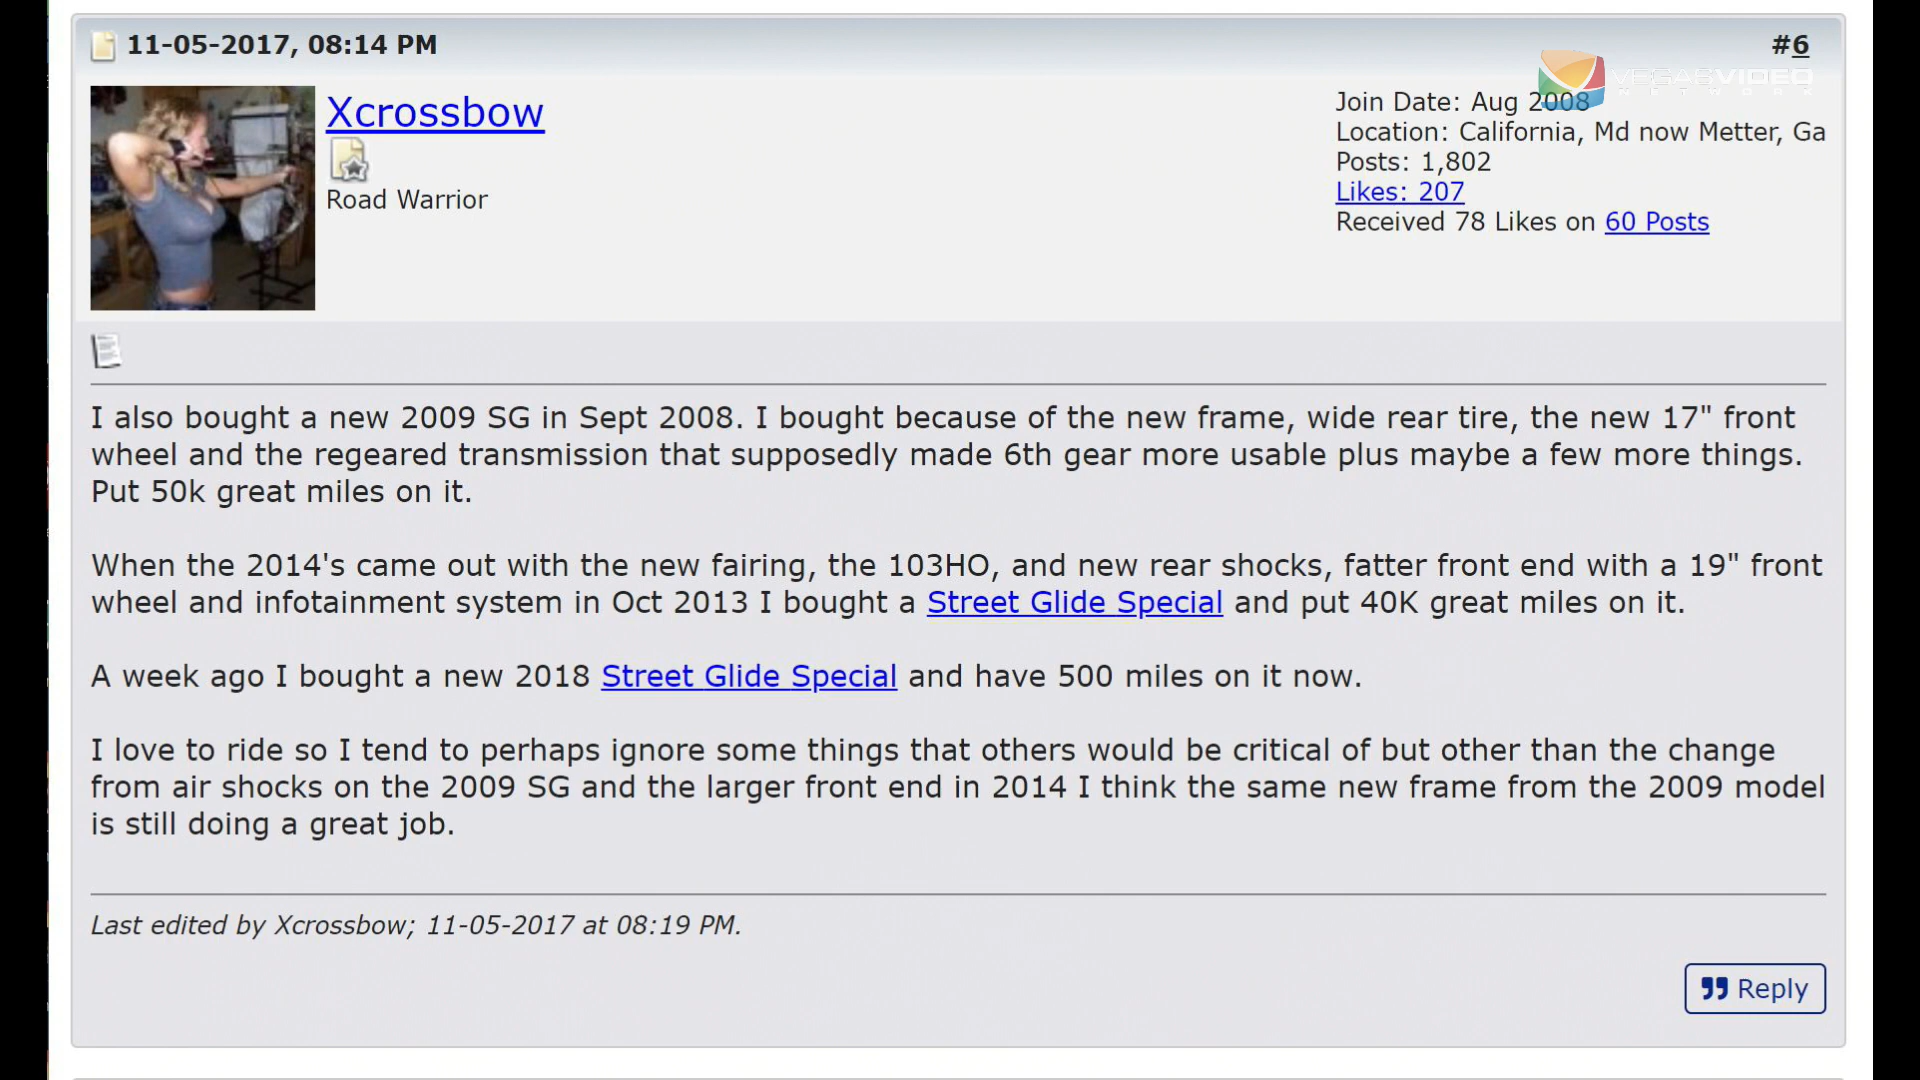 11-05-2017, 08:14 PM
#6
VEGASVIDEO
NETWORK
Xcrossbow
Road Warrior
Join Date: Aug 2008
Location: California, Md now Metter, Ga
Posts: 1,802
Likes: 207
Received 78 Likes on 60 Posts
I also bought a new 2009 SG in Sept 2008. I bought because of the new frame, wide rear tire, the new 17" front
wheel and the regeared transmission that supposedly made 6th gear more usable plus maybe a few more things.
Put 50k great miles on it.
When the 2014's came out with the new fairing, the 103HO, and new rear shocks, fatter front end with a 19" front
wheel and infotainment system in Oct 2013 I bought a Street Glide Special and put 40K great miles on it.
A week ago I bought a new 2018 Street Glide Special and have 500 miles on it now.
I love to ride so I tend to perhaps ignore some things that others would be critical of but other than the change
from air shocks on the 2009 SG and the larger front end in 2014 I think the same new frame from the 2009 model
is still doing a great job.
Last edited by Xcrossbow; 11-05-2017 at 08:19 PM.
Reply